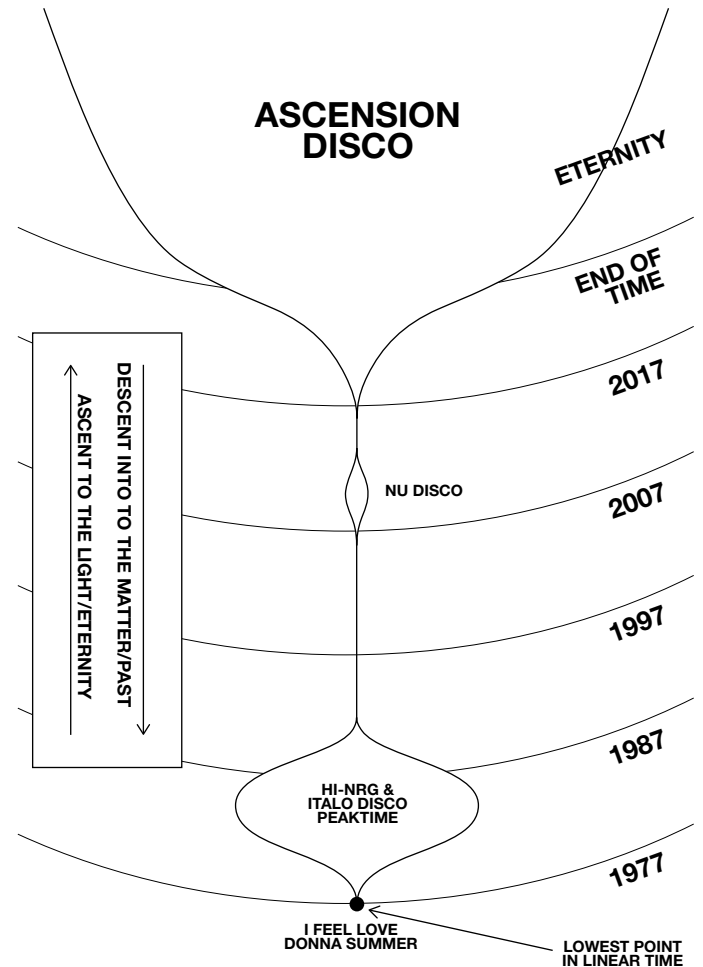 ASCENSION
DISCO
ETERNITY
END OF
TIME
2017
DESCENT INTO TO THE MATTER/PAST
ASCENT TO THE LIGHT/ETERNITY
NU DISCO
2007
1997
1987
HI-NRG &
ITALO DISCO
PEAKTIME
1977
I FEEL LOVE
DONNA SUMMER
LOWEST POINT
IN LINEAR TIME